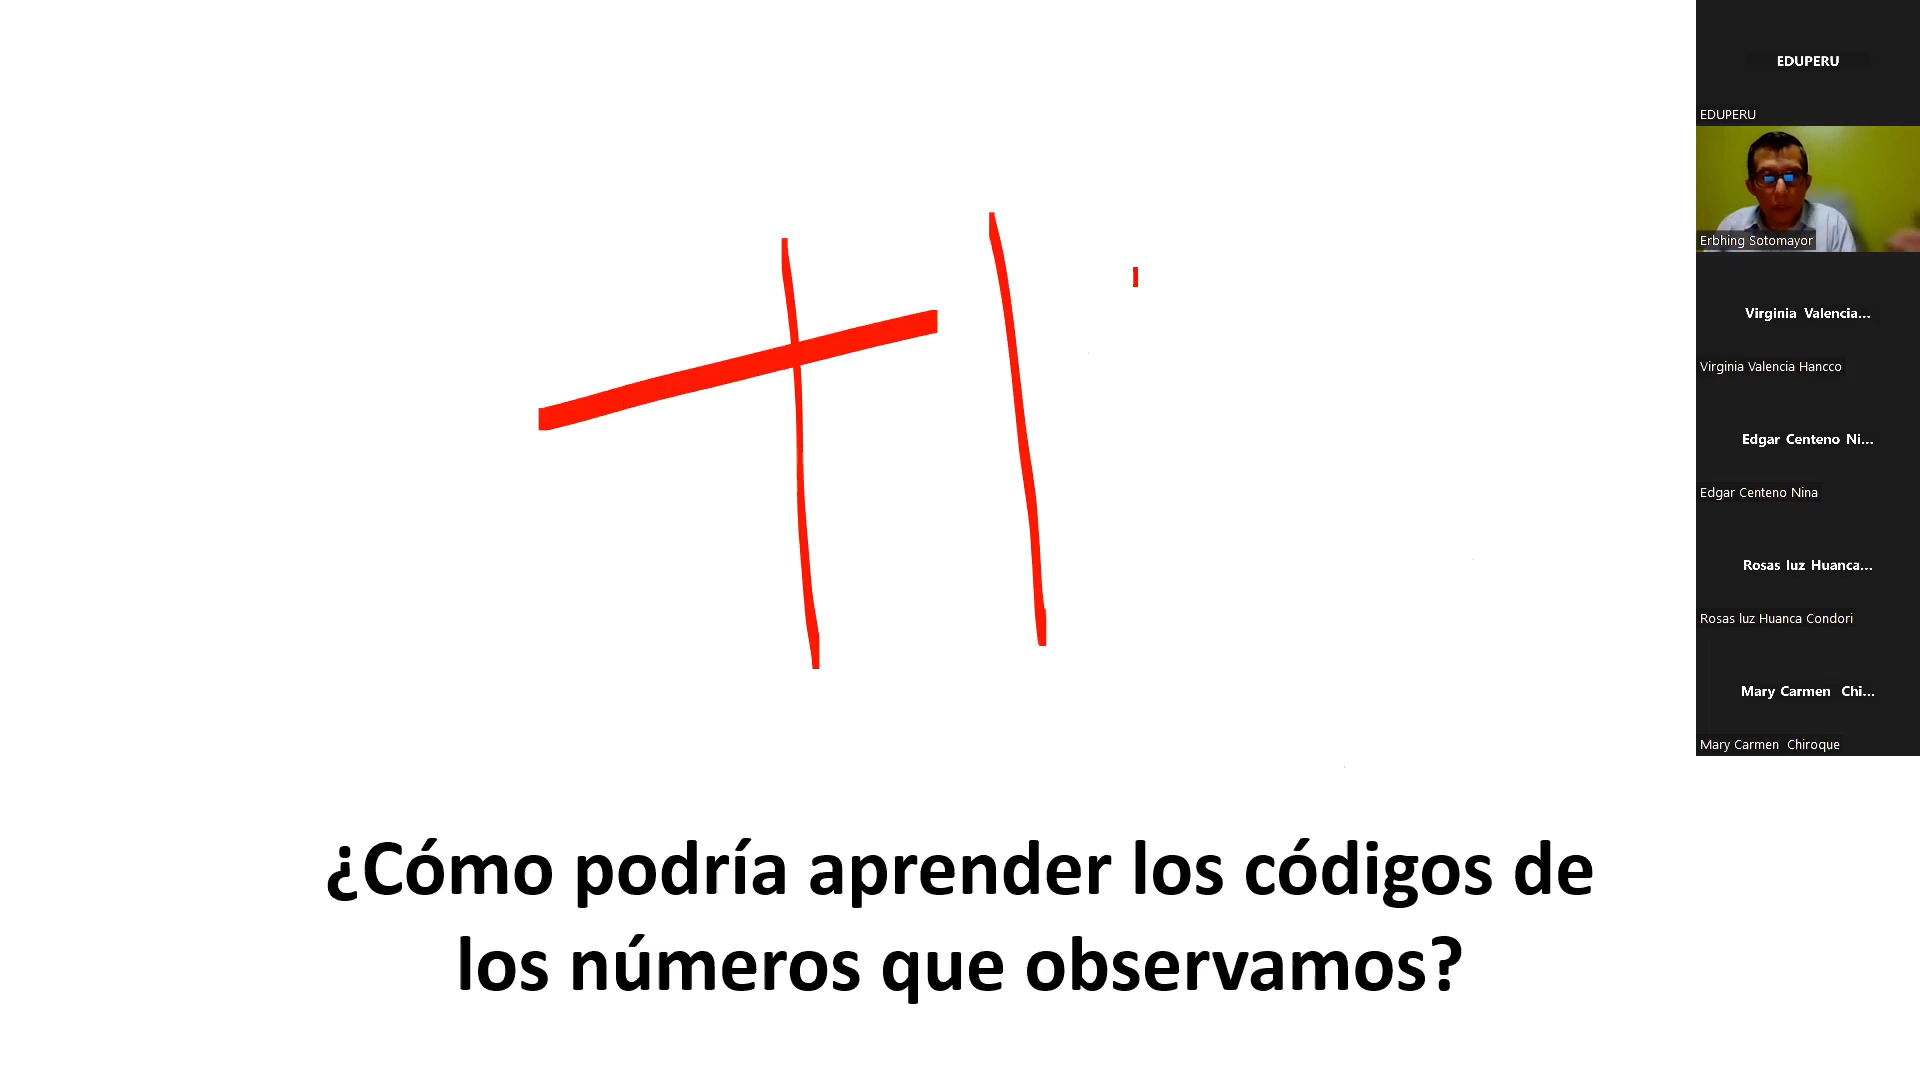 EDUPERU
EDUPERU
Erbhing Sotomayor
Virginia Valencia...
Virginia Valencia Hancco
Edgar Centeno Ni...
Edgar Centeno Nina
Rosas luz Huanca...
Rosas luz Huanca Condori
Mary Carmen Chi...
Mary Carmen Chiroque
¿Cómo podría aprender los códigos de
los números que observamos?